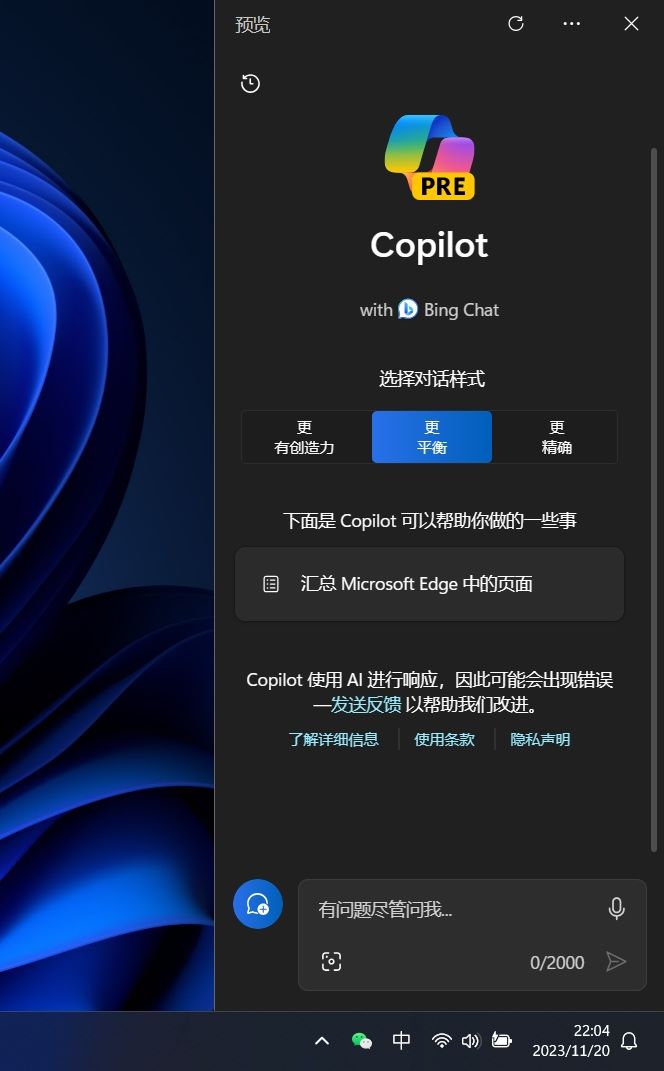 预览
PRE
Copilot
with Bing Chat
选择对话样式
更
有创造力
更
平衡
更
精确
下面是 Copilot 可以帮助你做的一些事
汇总 Microsoft Edge 中的页面
Copilot 使用 AI 进行响应，因此可能会出现错误
—发送反馈 以帮助我们改进。
了解详细信息 使用条款 隐私声明
有问题尽管问我...
0/2000
中
22:04
2023/11/20